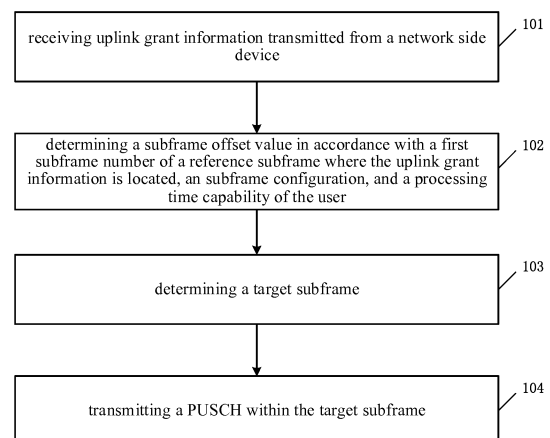 101
receiving uplink grant information transmitted from a network side
device
102
determining a subframe offset value in accordance with a first
subframe number of a reference subframe where the uplink grant
information is located, an subframe configuration, and a processing
time capability of the user
103
determining a target subframe
104
transmitting a PUSCH within the target subframe